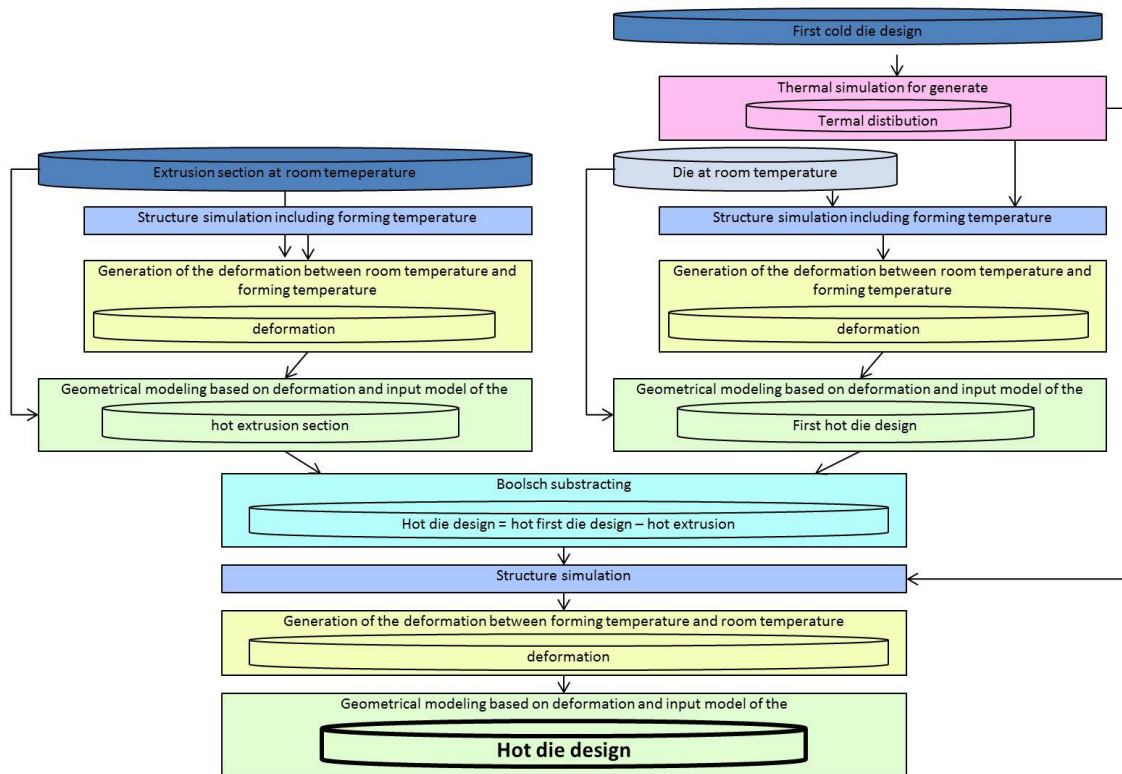 First cold die design
Thermal simulation for generate
Termal distibution
Extrusion section at room temeperature
Die at room temperature
Structure simulation including forming temperature
Structure simulation including forming temperature
Generation of the deformation between room temperature and
forming temperature
deformation
Generation of the deformation between room temperature and
forming temperature
deformation
Geometrical modeling based on deformation and input model of the
hot extrusion section
Geometrical modeling based on deformation and input model of the
First hot die design
Boolsch substracting
Hot die design = hot first die design – hot extrusion
Structure simulation
Generation of the deformation between forming temperature and room temperature
deformation
Geometrical modeling based on deformation and input model of the
Hot die design